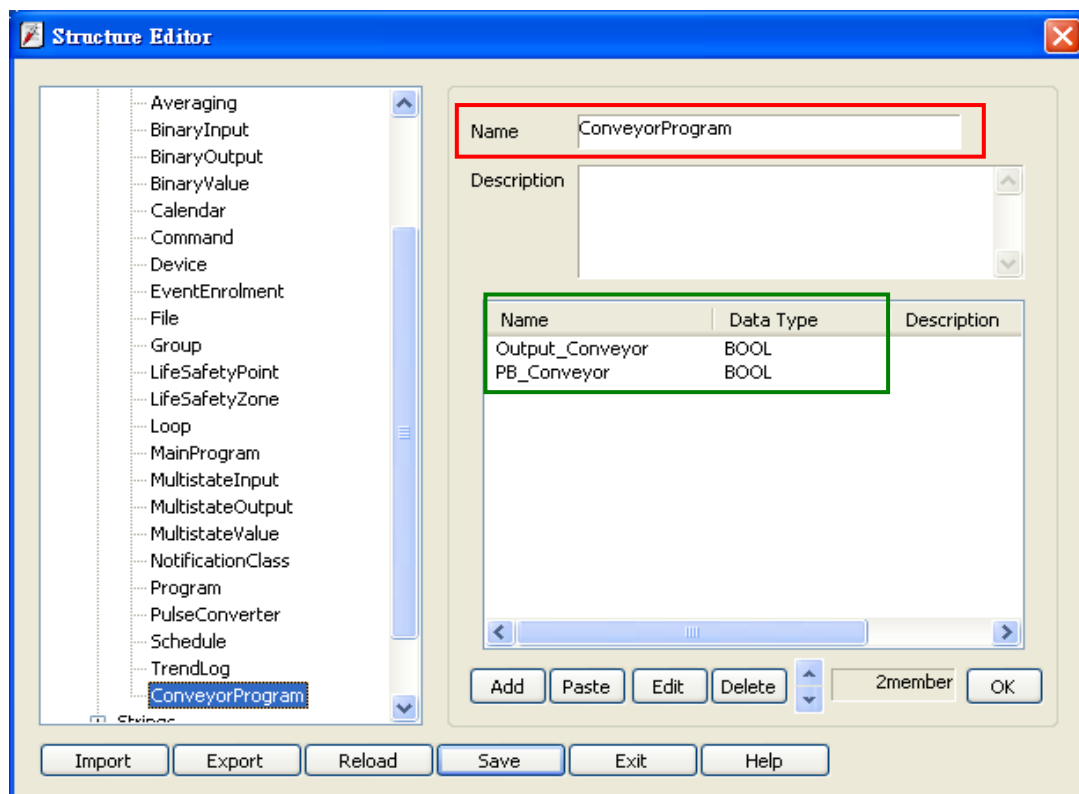 Structure Editor
Averaging
BinaryInput
BinaryOutput
BinaryValue
Calendar
Command
Device
EventEnrolment
File
Group
LifeSafetyPoint
LifeSafetyZone
Loop
MainProgram
MultistateInput
MultistateOutput
MultistateValue
NotificationClass
Program
PulseConverter
Schedule
TrendLog
ConveyorProgram
Strings
Name ConveyorProgram
Description
Name Data Type Description
Output_Conveyor BOOL
PB_Conveyor BOOL
Add Paste Edit Delete 2member OK
Import Export Reload Save Exit Help